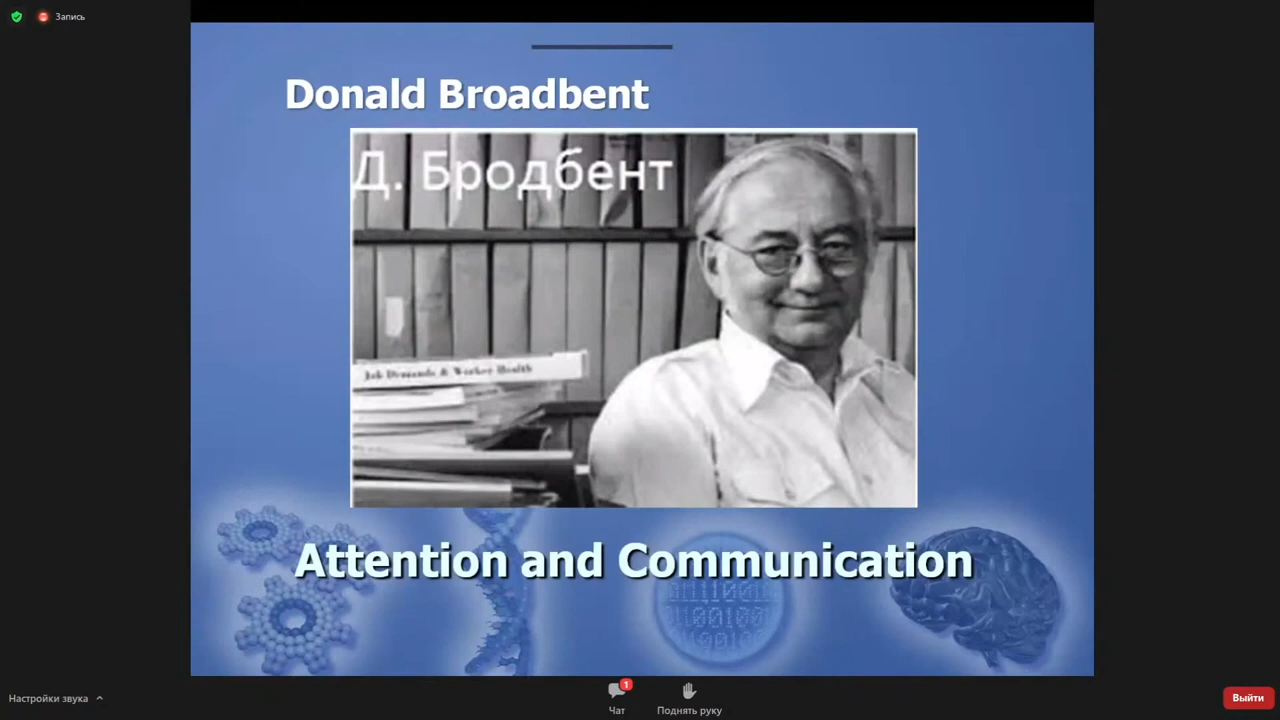 Запись
Donald Broadbent
Д. Бродбент
Job Demands & Worker Health
Attention and Communication
Настройки звука
1
Чат
Поднять руку
Выйти